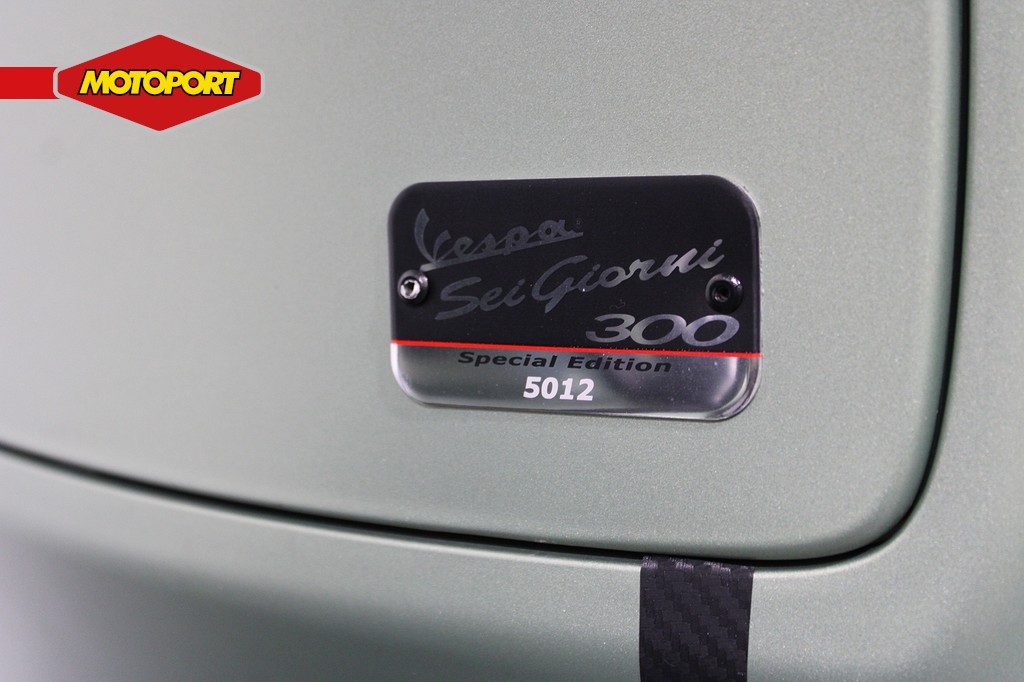 MOTOPORT
Vespa
Sei Giorni
300
Special Edition
5012